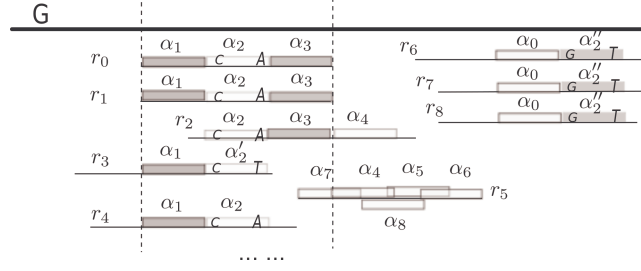 G
α₁ α₂ α₃
r₀ C A
α₁ α₂ α₃
r₁ C A
α₂ α₃ α₄
r₂ C A
α₁ α₂′
r₃ C T
α₁ α₂
r₄ C A
... ...
α₀ α₂″
r₆ G T
α₀ α₂″
r₇ G T
α₀ α₂″
r₈ G T
α₇ α₄ α₅ α₆
r₅
α₈